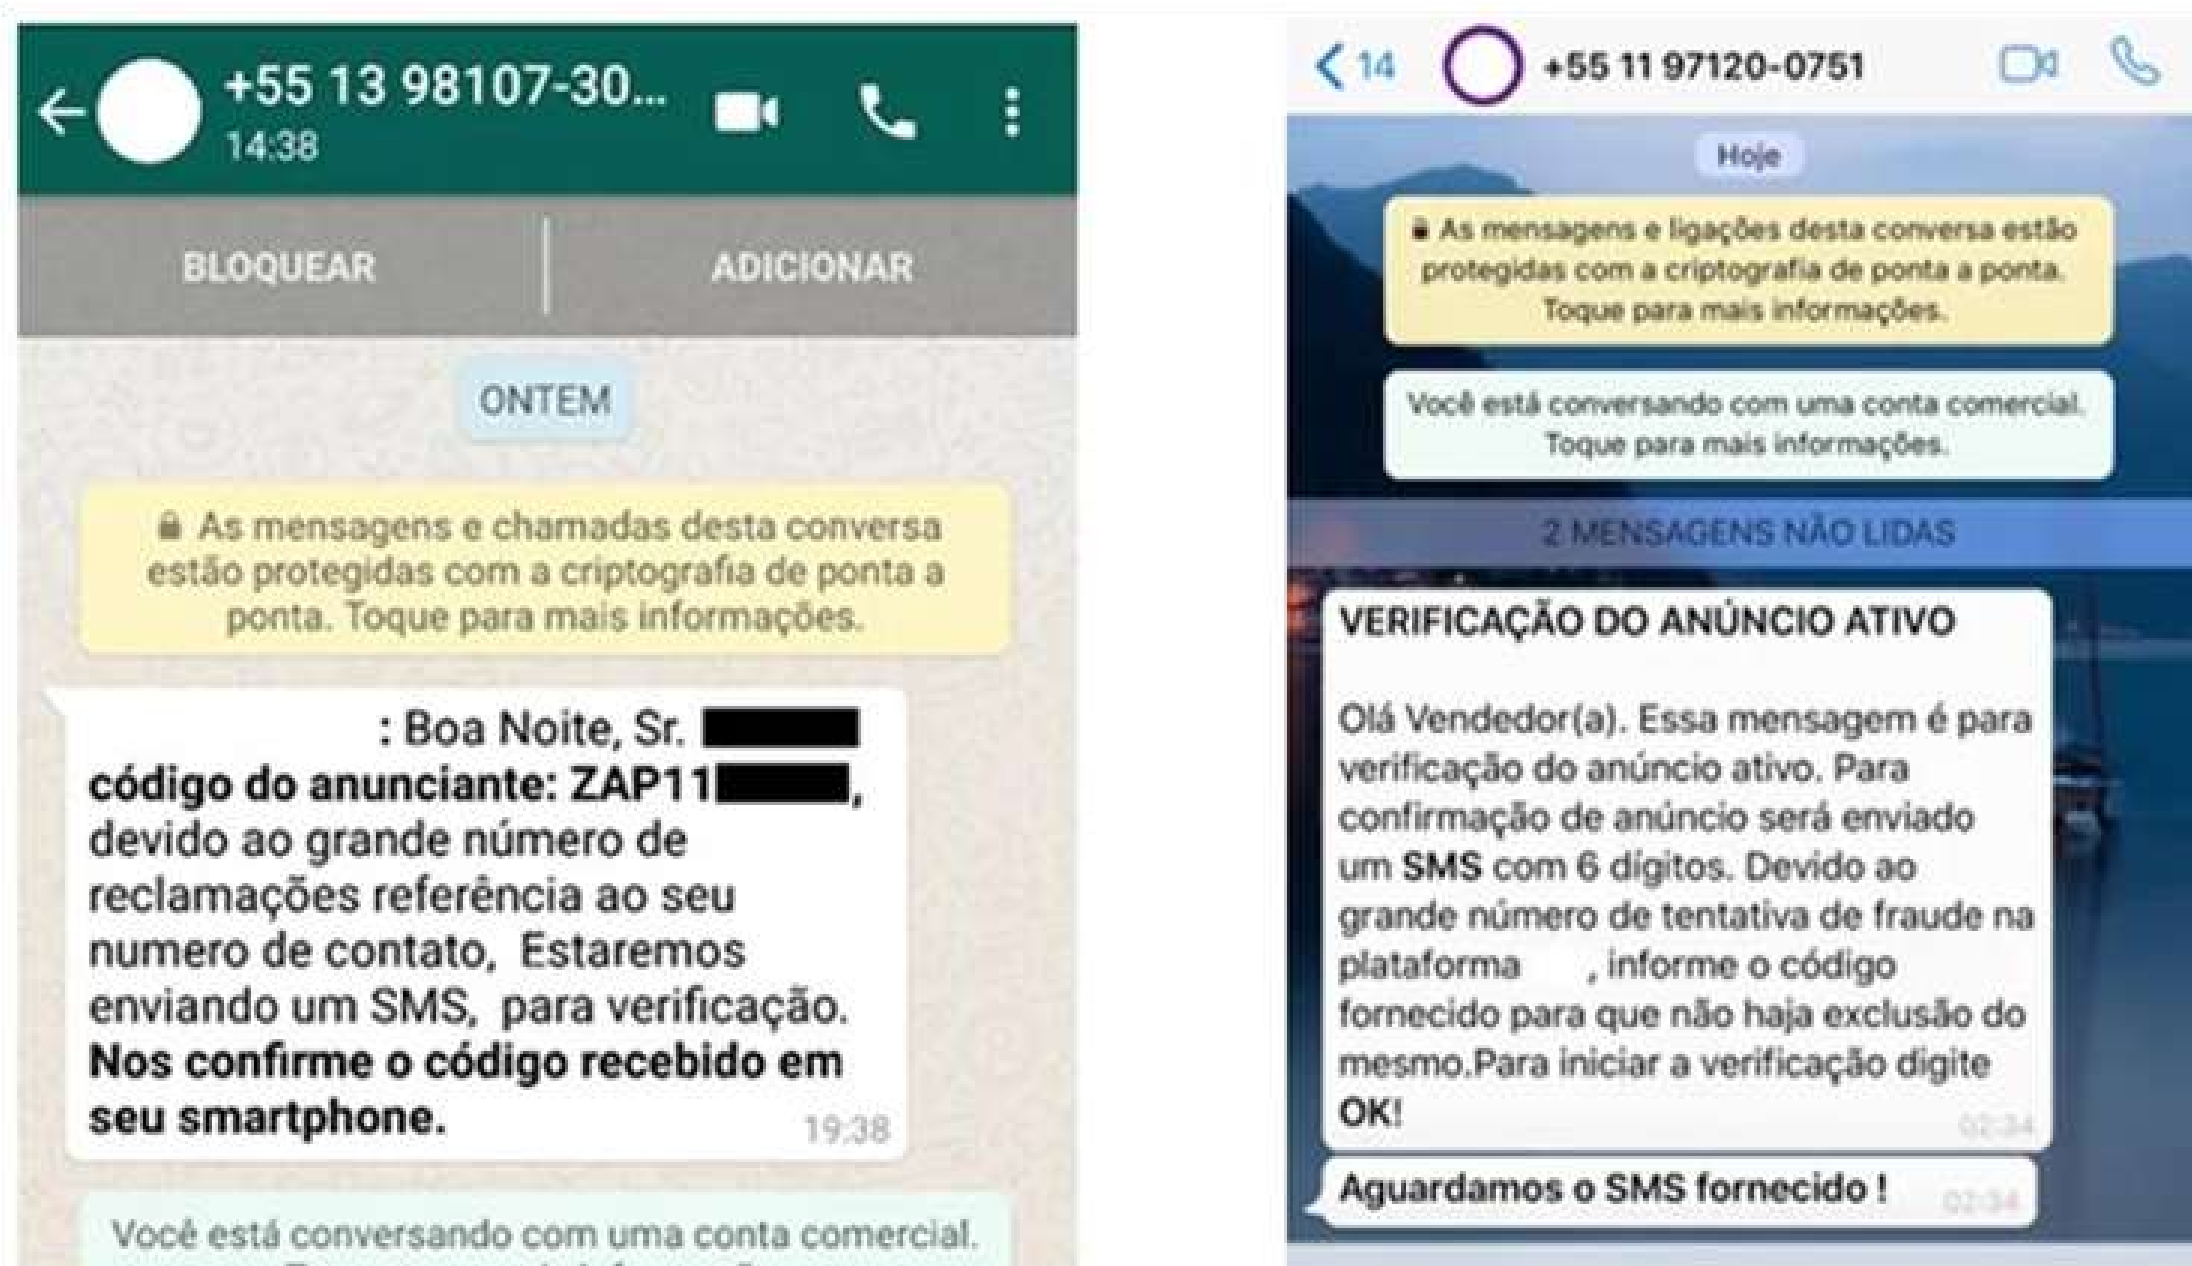 +55 13 98107-30...
14:38
BLOQUEAR
ADICIONAR
ONTEM
As mensagens e chamadas desta conversa
estão protegidas com a criptografia de ponta a
ponta. Toque para mais informações.
: Boa Noite, Sr.
código do anunciante: ZAP11 ,
devido ao grande número de
reclamações referência ao seu
numero de contato, Estaremos
enviando um SMS, para verificação.
Nos confirme o código recebido em
seu smartphone.
19:38
Você está conversando com uma conta comercial.
14
+55 11 97120-0751
Hoje
As mensagens e ligações desta conversa estão
protegidas com a criptografia de ponta a ponta.
Toque para mais informações.
Você está conversando com uma conta comercial.
Toque para mais informações.
2 MENSAGENS NÃO LIDAS
VERIFICAÇÃO DO ANÚNCIO ATIVO
Olá Vendedor(a). Essa mensagem é para
verificação do anúncio ativo. Para
confirmação de anúncio será enviado
um SMS com 6 dígitos. Devido ao
grande número de tentativa de fraude na
plataforma , informe o código
fornecido para que não haja exclusão do
mesmo.Para iniciar a verificação digite
OK!
02:34
Aguardamos o SMS fornecido !
02:34